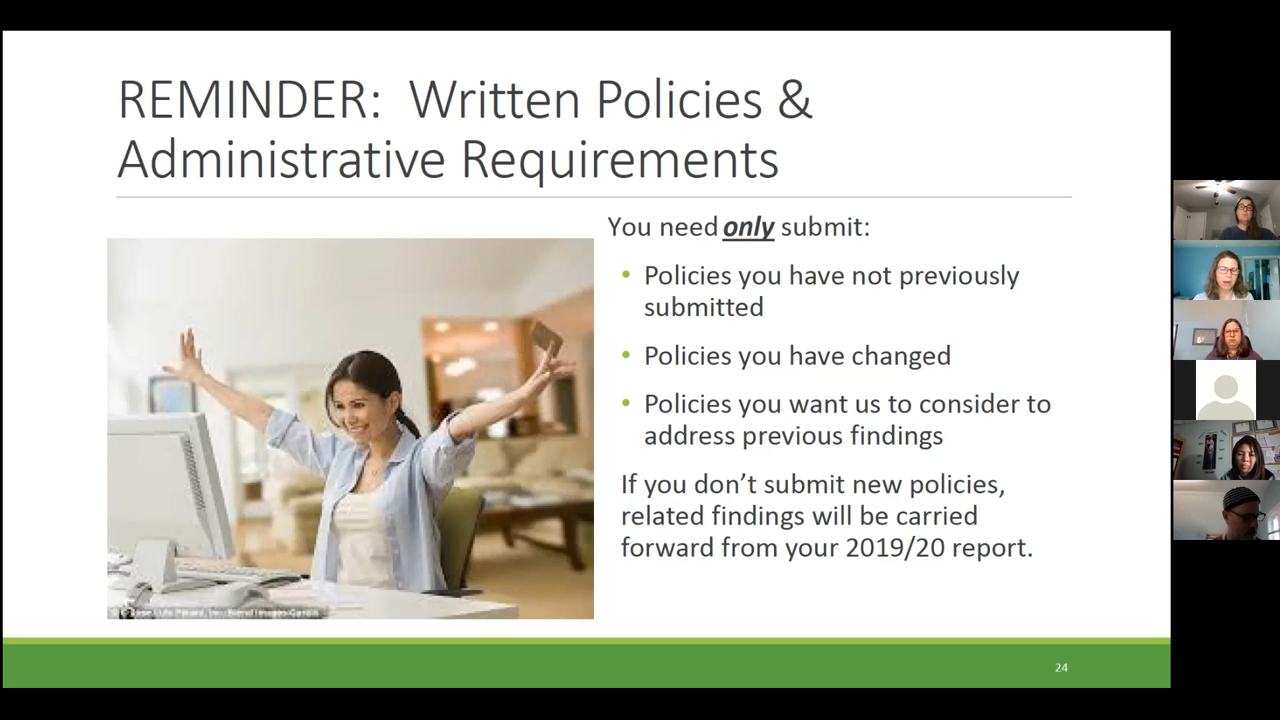 REMINDER:  Written Policies &
Administrative Requirements
You need only submit:
• Policies you have not previously
submitted
• Policies you have changed
• Policies you want us to consider to
address previous findings
If you don’t submit new policies,
related findings will be carried
forward from your 2019/20 report.
24